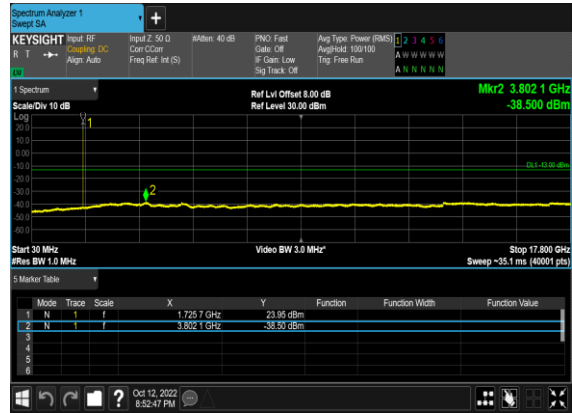 Spectrum Analyzer 1
Swept SA
+
KEYSIGHT Input: RF Input Z: 50 Ω #Atten: 40 dB PNO: Fast Avg Type: Power (RMS) 1 2 3 4 5 6
R T Coupling: DC Corr CCorr Gate: Off Avg|Hold: 100/100 A W W W W W
Align: Auto Freq Ref: Int (S) IF Gain: Low Trig: Free Run
Sig Track: Off A N N N N N
1 Spectrum
Ref Lvl Offset 8.00 dB Mkr2 3.802 1 GHz
Scale/Div 10 dB Ref Level 30.00 dBm -38.500 dBm
Log
20.0
10.0
0.00
-10.0
-20.0
-30.0
-40.0
-50.0
-60.0
1
2
DL1 -13.00 dBm
Start 30 MHz Video BW 3.0 MHz* Stop 17.800 GHz
#Res BW 1.0 MHz Sweep ~35.1 ms (40001 pts)
5 Marker Table
Mode Trace Scale X Y Function Function Width Function Value
1 N 1 f 1.725 7 GHz 23.95 dBm
2 N 1 f 3.802 1 GHz -38.50 dBm
3
4
5
6
? Oct 12, 2022
8:52:47 PM